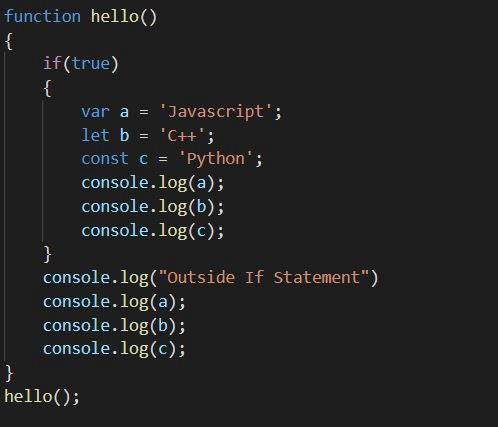 function hello()
{
    if(true)
    {
        var a = 'Javascript';
        let b = 'C++';
        const c = 'Python';
        console.log(a);
        console.log(b);
        console.log(c);
    }
    console.log("Outside If Statement")
    console.log(a);
    console.log(b);
    console.log(c);
}
hello();